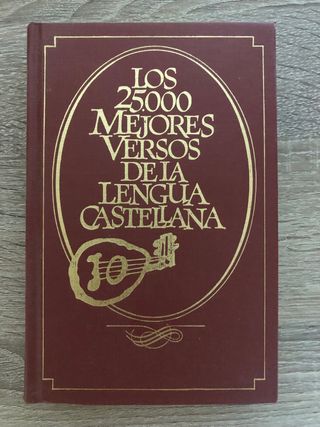 LOS
25.000
MEJORES
VERSOS
DE LA
LENGUA
CASTELLANA